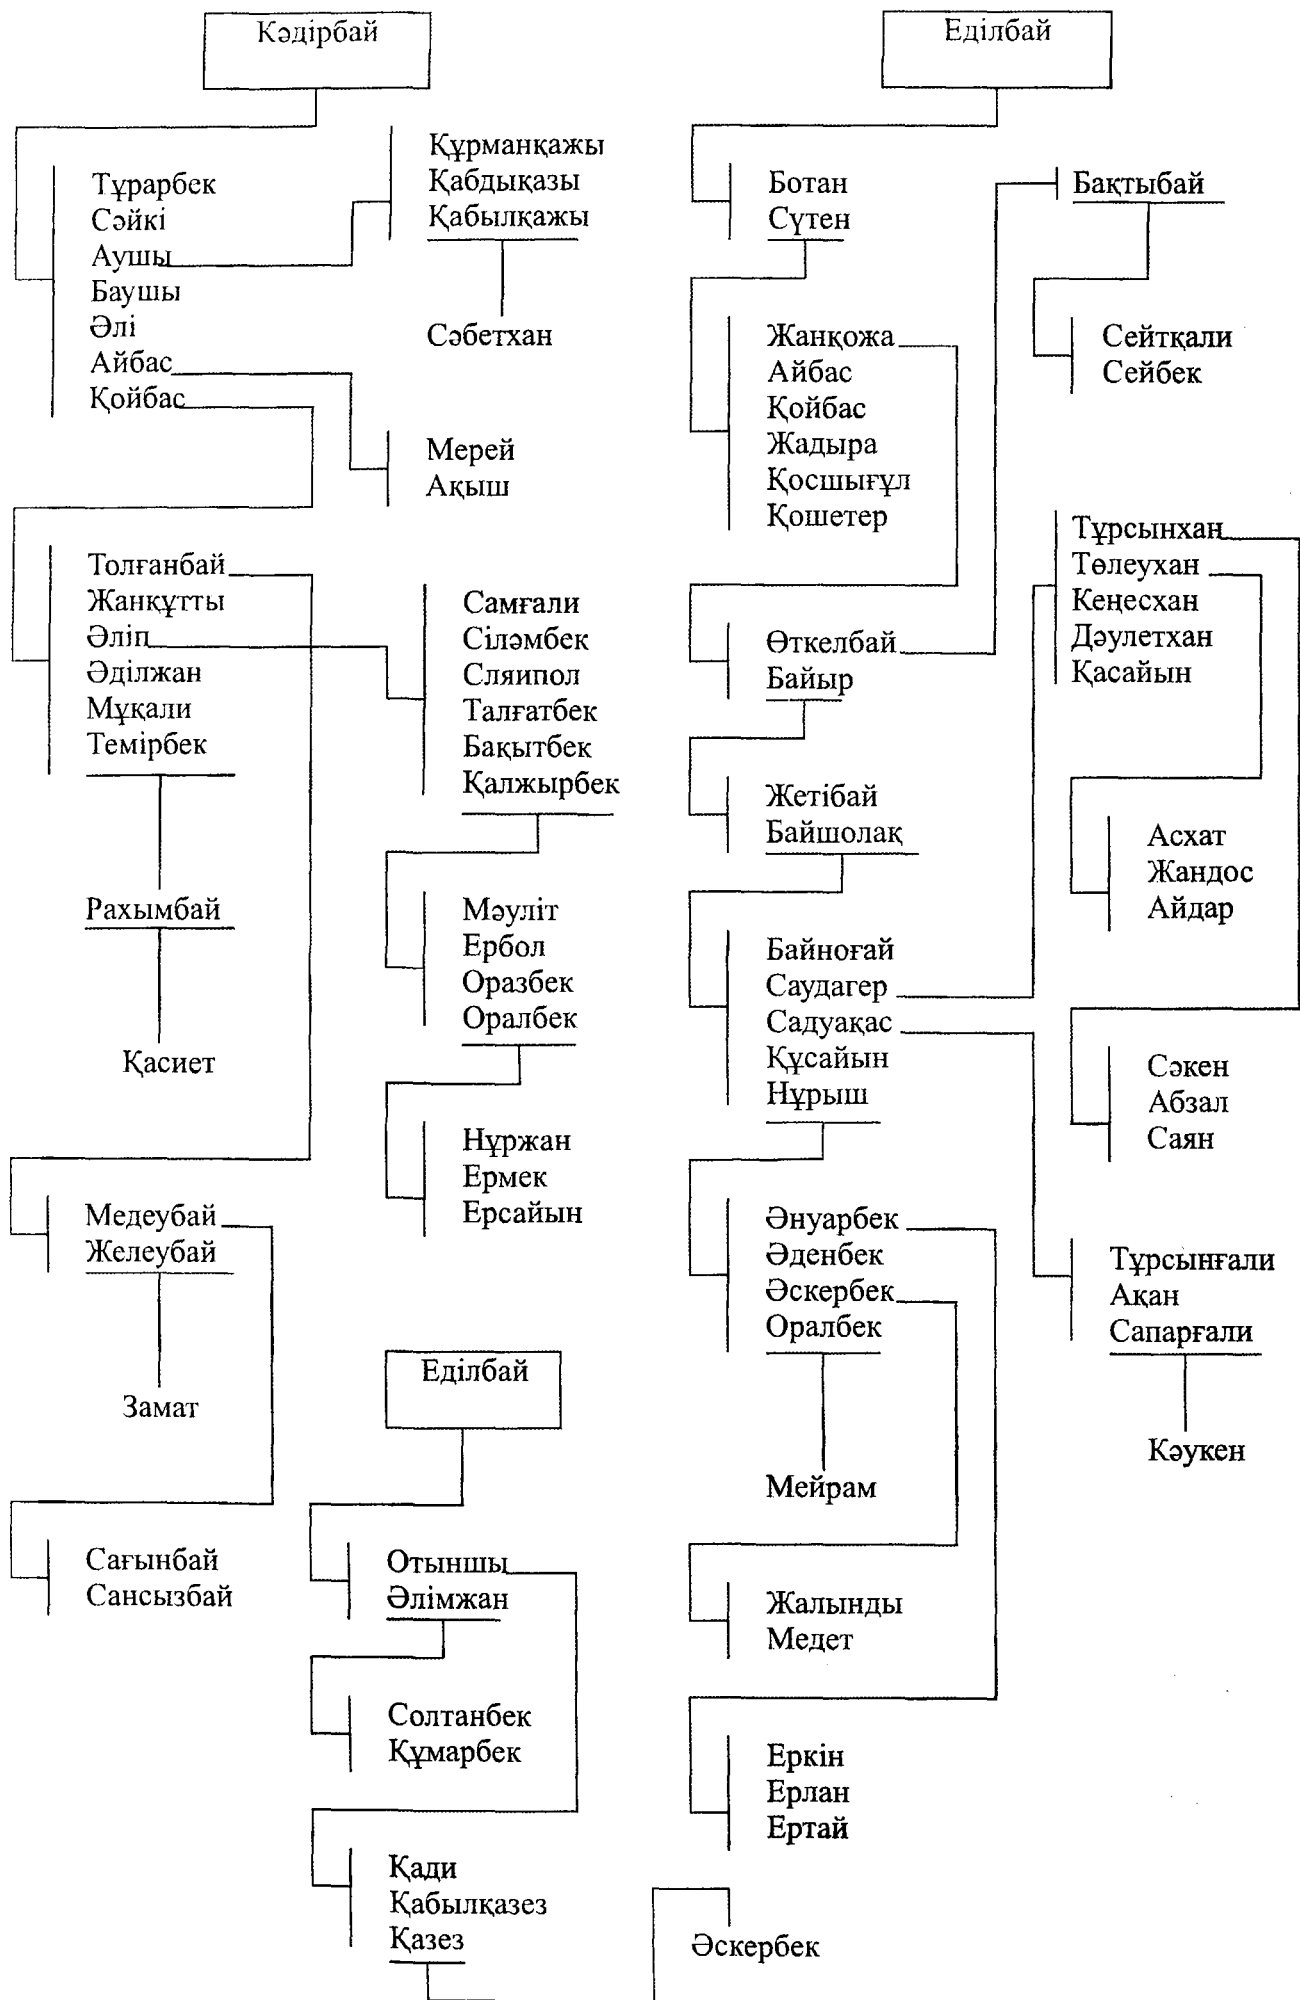 Кәдірбай
Тұрарбек
Сәйкі
Аушы
Баушы
Әлі
Айбас
Қойбас
Құрманқажы
Қабдықазы
Қабылқажы
Сәбетхан
Мерей
Ақыш
Толғанбай
Жанқұтты
Әліп
Әділжан
Мұқали
Темірбек
Рахымбай
Қасиет
Самғали
Сіләмбек
Сляипол
Талғатбек
Бақытбек
Қалжырбек
Мәуліт
Ербол
Оразбек
Оралбек
Нұржан
Ермек
Ерсайын
Медеубай
Желеубай
Замат
Сағынбай
Сансызбай
Еділбай
Отыншы
Әлімжан
Солтанбек
Құмарбек
Қади
Қабылқазез
Қазез
Әскербек
Еділбай
Ботан
Сүтен
Жанқожа
Айбас
Қойбас
Жадыра
Қосшығұл
Қошетер
Өткелбай
Байыр
Жетібай
Байшолақ
Байноғай
Саудагер
Садуақас
Құсайын
Нұрыш
Әнуарбек
Әденбек
Әскербек
Оралбек
Мейрам
Жалынды
Медет
Еркін
Ерлан
Ертай
Бақтыбай
Сейтқали
Сейбек
Тұрсынхан
Төлеухан
Кеңесхан
Дәулетхан
Қасайын
Асхат
Жандос
Айдар
Сәкен
Абзал
Саян
Тұрсынғали
Ақан
Сапарғали
Кәукен